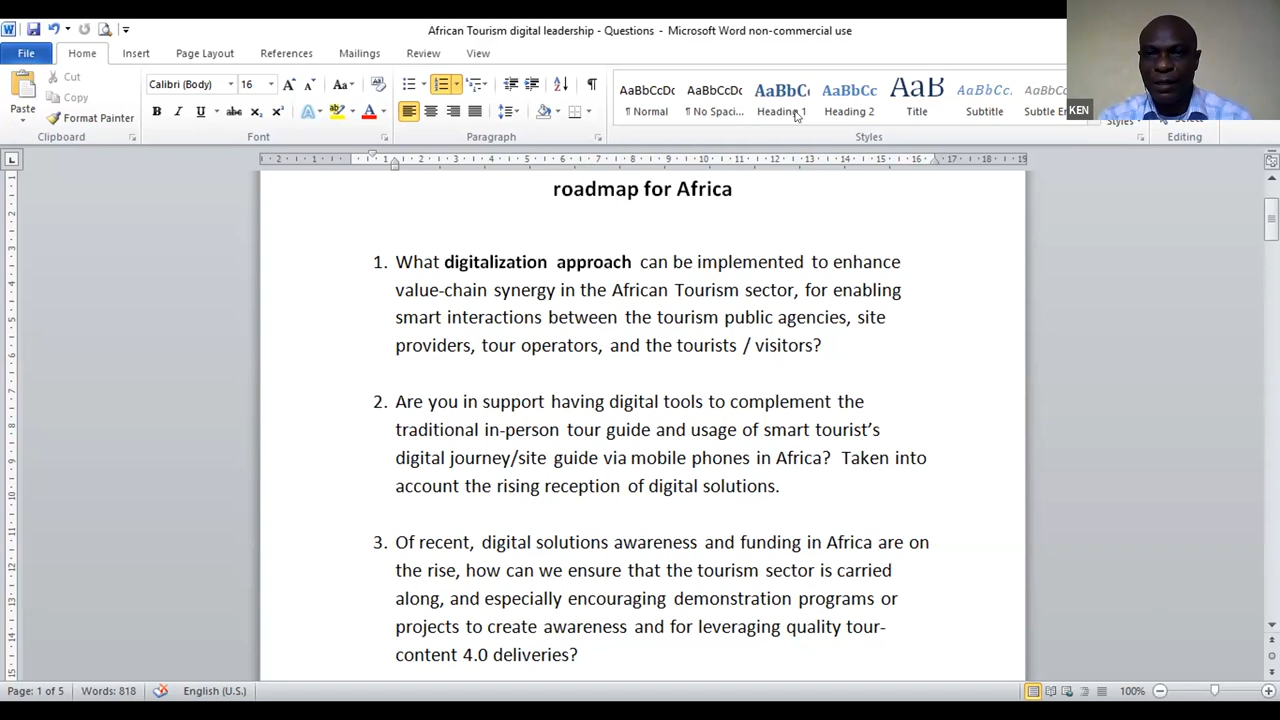 African Tourism digital leadership - Questions - Microsoft Word non-commercial use
File Home Insert Page Layout References Mailings Review View
Cut
Copy
Paste
Format Painter
Clipboard
Calibri (Body) 16
Font
Paragraph
AaBbCcDc AaBbCcDc AaBbC AaBbCc AaB AaBbCc. AaBbCc
¶ Normal ¶ No Spaci... Heading 1 Heading 2 Title Subtitle Subtle E
Styles
Editing
KEN
roadmap for Africa
1. What digitalization approach can be implemented to enhance
value-chain synergy in the African Tourism sector, for enabling
smart interactions between the tourism public agencies, site
providers, tour operators, and the tourists / visitors?
2. Are you in support having digital tools to complement the
traditional in-person tour guide and usage of smart tourist’s
digital journey/site guide via mobile phones in Africa? Taken into
account the rising reception of digital solutions.
3. Of recent, digital solutions awareness and funding in Africa are on
the rise, how can we ensure that the tourism sector is carried
along, and especially encouraging demonstration programs or
projects to create awareness and for leveraging quality tour-
content 4.0 deliveries?
Page: 1 of 5 Words: 818 English (U.S.) 100%